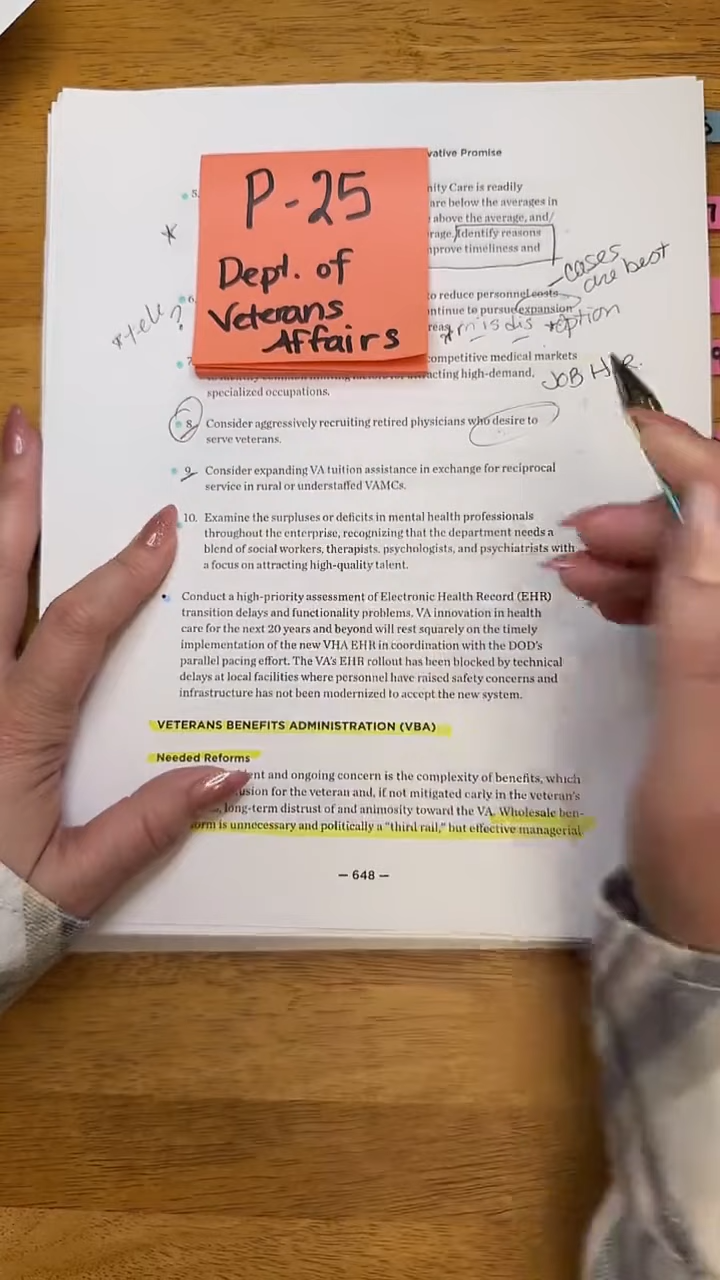 vative Promise
P-25
Dept. of
Veterans
Affairs
5.
nity Care is readily
are below the averages in
above the average, and/
rage. Identify reasons
prove timeliness and
*
- cases
are best
6.
to reduce personnel costs
ntinue to pursue expansion
reas
*misdis *option
*tele?
7.
ompetitive medical markets
acting high-demand,
specialized occupations.
JOB
8. Consider aggressively recruiting retired physicians who desire to
serve veterans.
9. Consider expanding VA tuition assistance in exchange for reciprocal
service in rural or understaffed VAMCs.
10. Examine the surpluses or deficits in mental health professionals
throughout the enterprise, recognizing that the department needs a
blend of social workers, therapists, psychologists, and psychiatrists with
a focus on attracting high-quality talent.
• Conduct a high-priority assessment of Electronic Health Record (EHR)
transition delays and functionality problems. VA innovation in health
care for the next 20 years and beyond will rest squarely on the timely
implementation of the new VHA EHR in coordination with the DOD's
parallel pacing effort. The VA's EHR rollout has been blocked by technical
delays at local facilities where personnel have raised safety concerns and
infrastructure has not been modernized to accept the new system.
VETERANS BENEFITS ADMINISTRATION (VBA)
Needed Reforms
nt and ongoing concern is the complexity of benefits, which
usion for the veteran and, if not mitigated early in the veteran's
, long-term distrust of and animosity toward the VA. Wholesale ben-
orm is unnecessary and politically a "third rail," but effective managerial
— 648 —
7